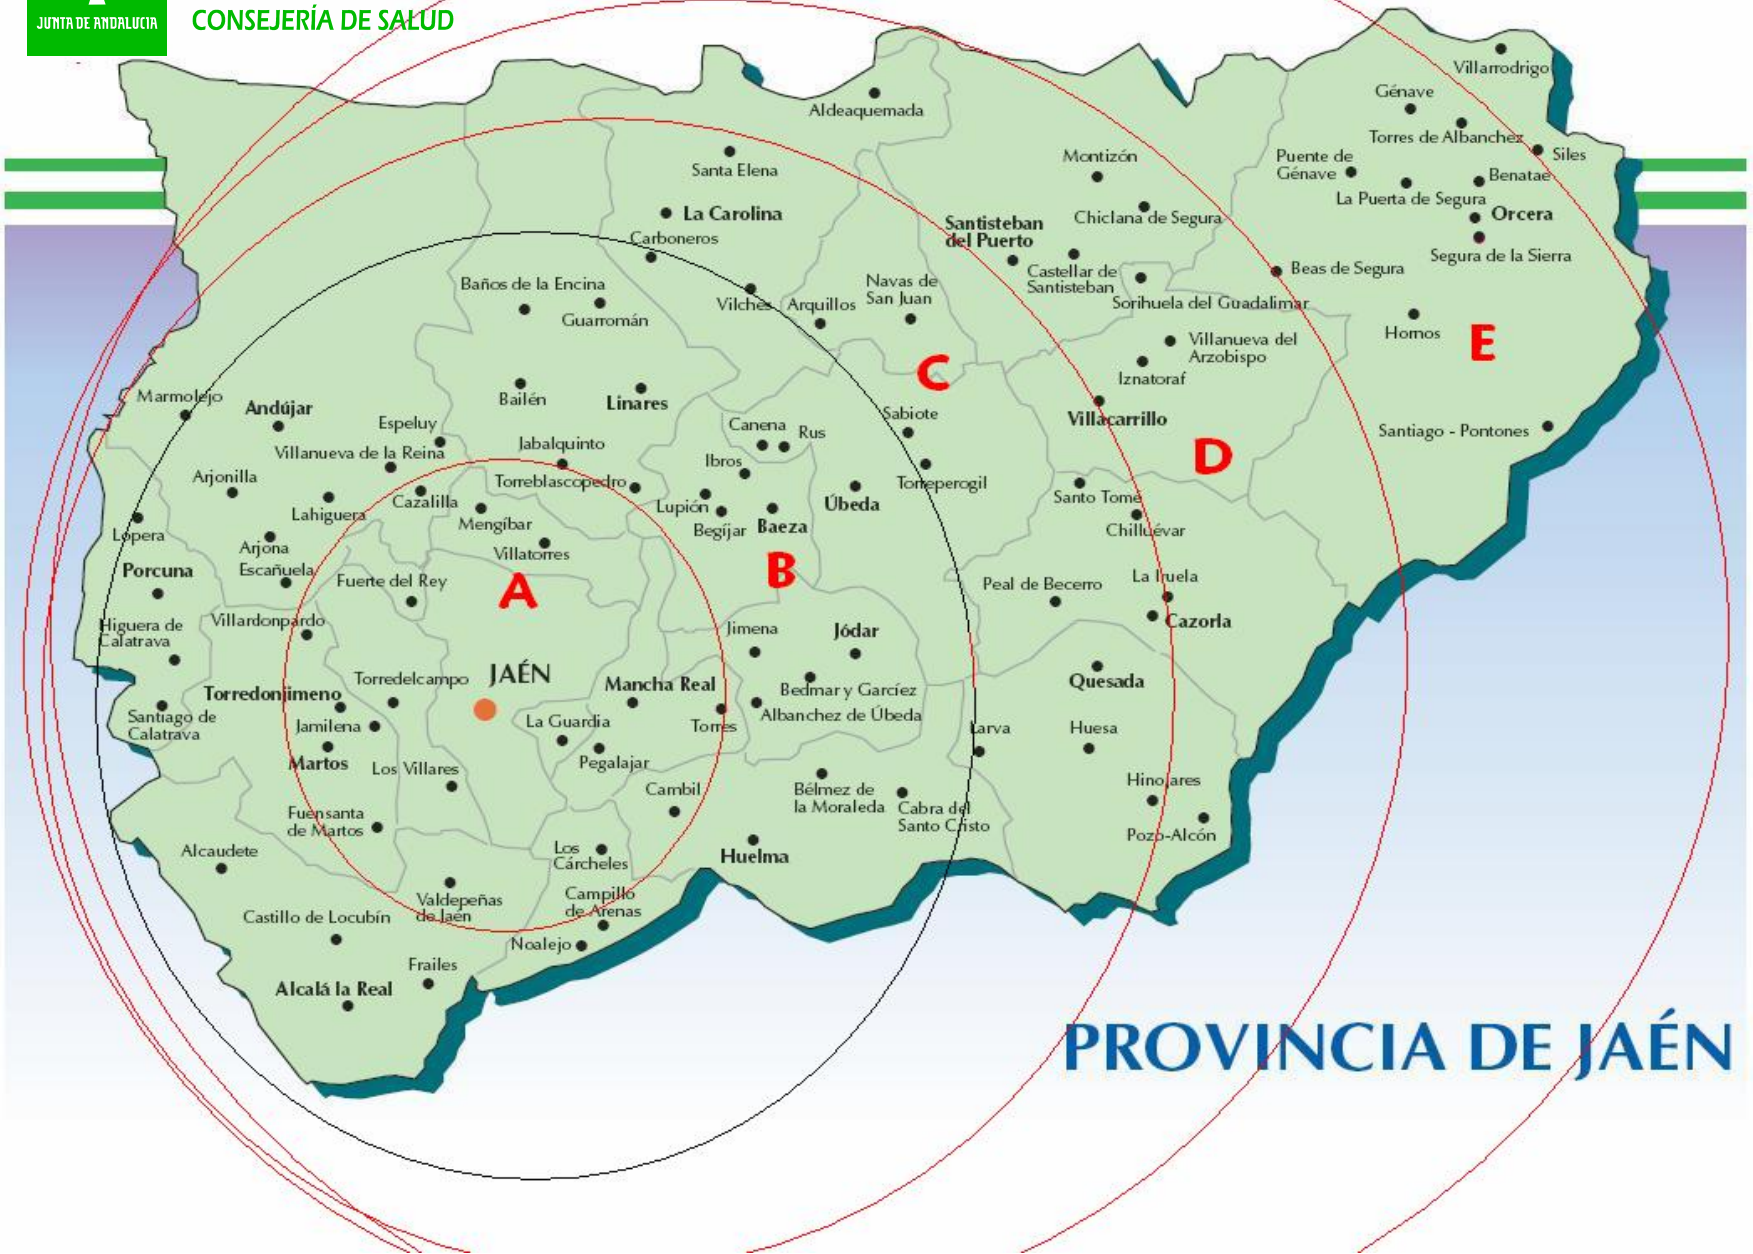 JUNTA DE ANDALUCIA
CONSEJERÍA DE SALUD
Villarrodrigo
Génave
Aldeaquemada
Torres de Albanchez
Siles
Montizón
Puente de
Génave
Santa Elena
Benatae
La Puerta de Segura
La Carolina
Chiclana de Segura
Orcera
Santisteban
del Puerto
Carboneros
Segura de la Sierra
Castellar de
Santisteban
Beas de Segura
Baños de la Encina
Navas de
San Juan
Vilches
Arquillos
Sorihuela del Guadalimar
Guarromán
Hornos
E
Villanueva del
Arzobispo
C
Iznatoraf
Marmolejo
Andújar
Bailén
Linares
Sabiote
Villacarrillo
Espeluy
Canena
Rus
Santiago - Pontones
Jabalquinto
Villanueva de la Reina
D
Ibros
Arjonilla
Torreblascopedro
Torreperogil
Santo Tomé
Cazalilla
Lahiguera
Lupión
Úbeda
Mengíbar
Begíjar
Baeza
Chilluévar
Lopera
Arjona
Villatorres
Porcuna
Escañuela
Fuerte del Rey
A
B
Peal de Becerro
La Iruela
Villardonpardo
Higuera de
Calatrava
Jimena
Jódar
Cazorla
JAÉN
Torredelcampo
Mancha Real
Quesada
Torredonjimeno
Bedmar y Garcíez
Santiago de
Calatrava
Jamilena
La Guardia
Torres
Albanchez de Úbeda
Larva
Huesa
Martos
Los Villares
Pegalajar
Cambil
Bélmez de
la Moraleda
Hinojares
Cabra del
Santo Cristo
Fuensanta
de Martos
Pozo-Alcón
Alcaudete
Los
Cárcheles
Huelma
Valdepeñas
de Jaén
Campillo
de Arenas
Castillo de Locubín
Noalejo
Frailes
Alcalá la Real
PROVINCIA DE JAÉN